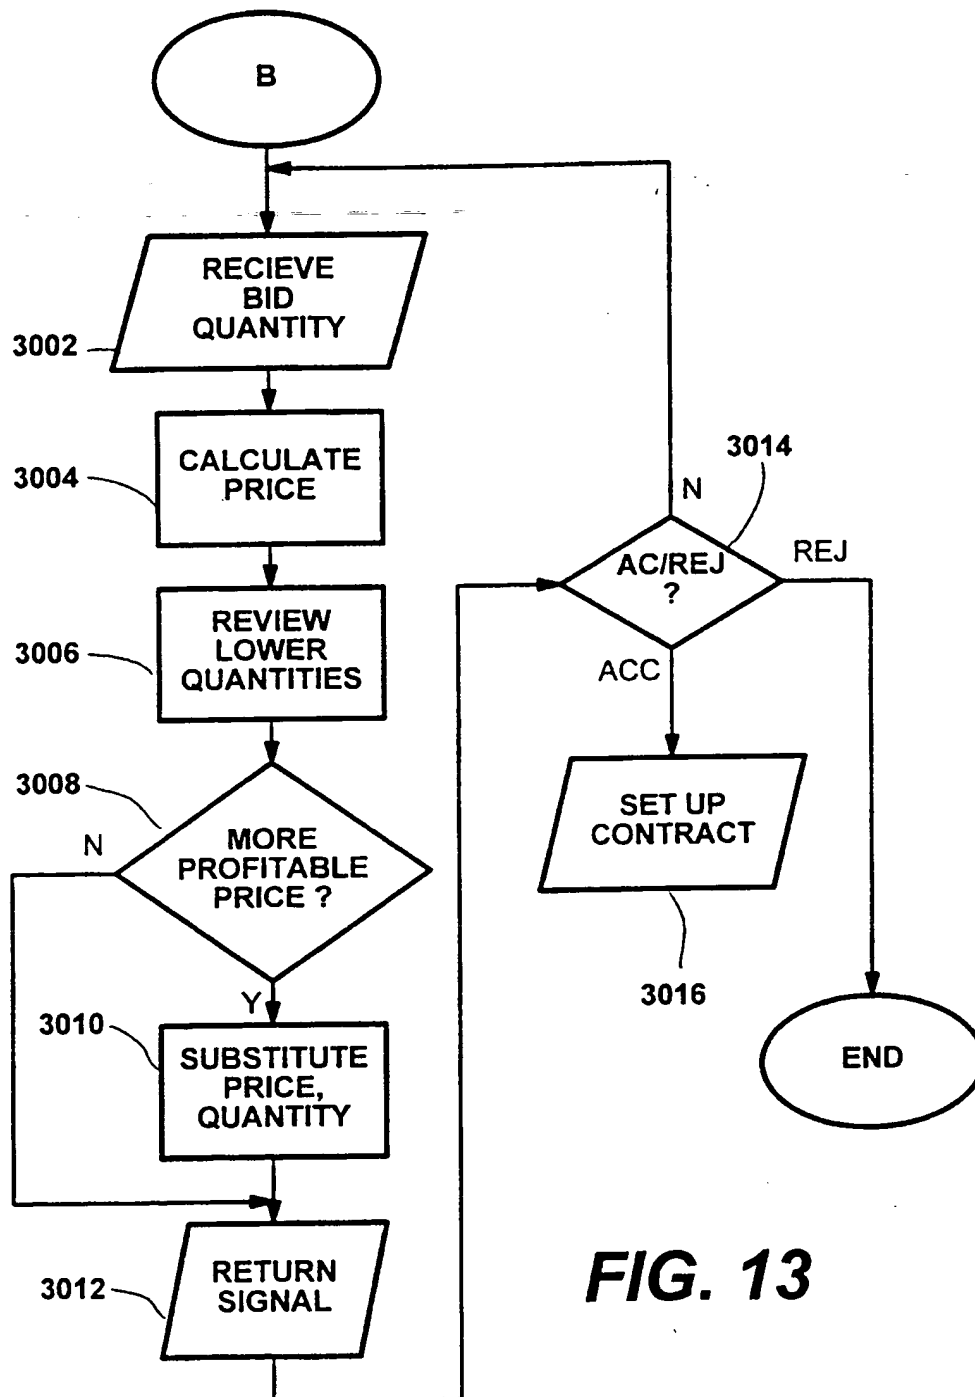 B
RECIEVE
BID
QUANTITY
3002
CALCULATE
PRICE
3004
REVIEW
LOWER
QUANTITIES
3006
3008
N
MORE
PROFITABLE
PRICE ?
Y
3010
SUBSTITUTE
PRICE,
QUANTITY
3012
RETURN
SIGNAL
3014
N
AC/REJ
?
REJ
ACC
SET UP
CONTRACT
3016
END
FIG. 13